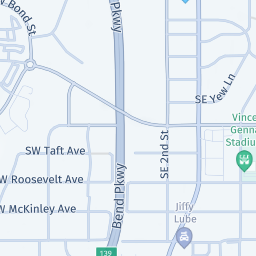 W Bond St
Pkwy
SE Yew Ln
Vince
Genna
Stadium
SW Taft Ave
SE 2nd St
W Roosevelt Ave
Bend Pkwy
W McKinley Ave
Jiffy
Lube
139